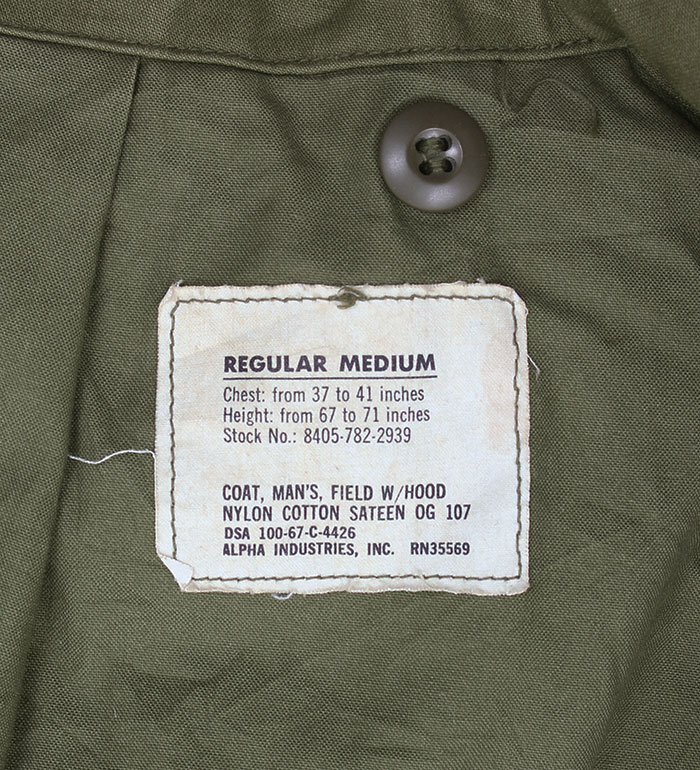 REGULAR MEDIUM
Chest: from 37 to 41 inches
Height: from 67 to 71 inches
Stock No.: 8405-782-2939
COAT, MAN'S, FIELD W/HOOD
NYLON COTTON SATEEN OG 107
DSA 100-67-C-4426
ALPHA INDUSTRIES, INC. RN35569